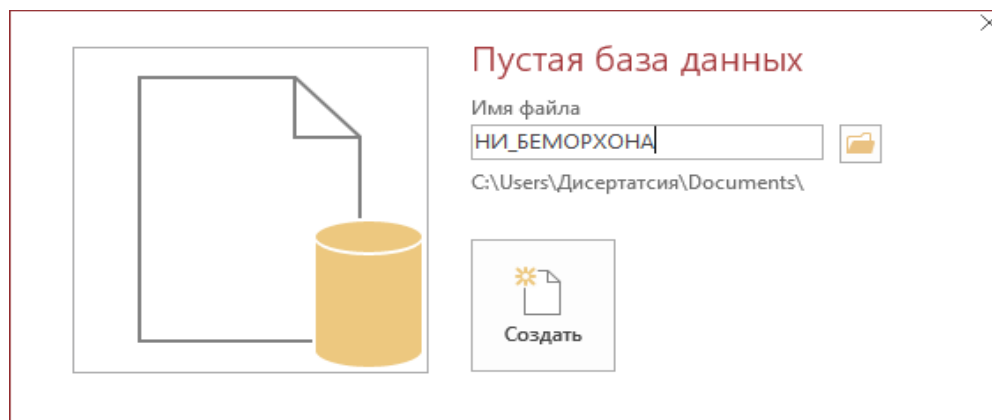 Пустая база данных
Имя файла
НИ_БЕМОРХОНА
C:\Users\Дисертатсия\Documents\
Создать